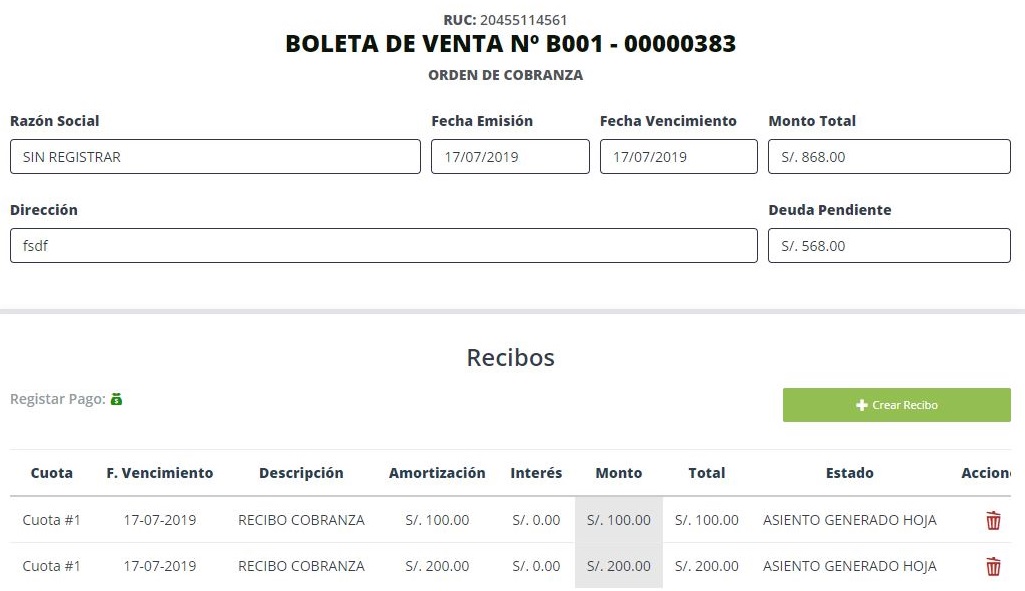 RUC: 20455114561
BOLETA DE VENTA Nº B001 - 00000383
ORDEN DE COBRANZA
Razón Social Fecha Emisión Fecha Vencimiento Monto Total
SIN REGISTRAR 17/07/2019 17/07/2019 S/. 868.00
Dirección Deuda Pendiente
fsdf S/. 568.00
Recibos
Registar Pago:
Crear Recibo
Cuota F. Vencimiento Descripción Amortización Interés Monto Total Estado Accion
Cuota #1 17-07-2019 RECIBO COBRANZA S/. 100.00 S/. 0.00 S/. 100.00 S/. 100.00 ASIENTO GENERADO HOJA
Cuota #1 17-07-2019 RECIBO COBRANZA S/. 200.00 S/. 0.00 S/. 200.00 S/. 200.00 ASIENTO GENERADO HOJA